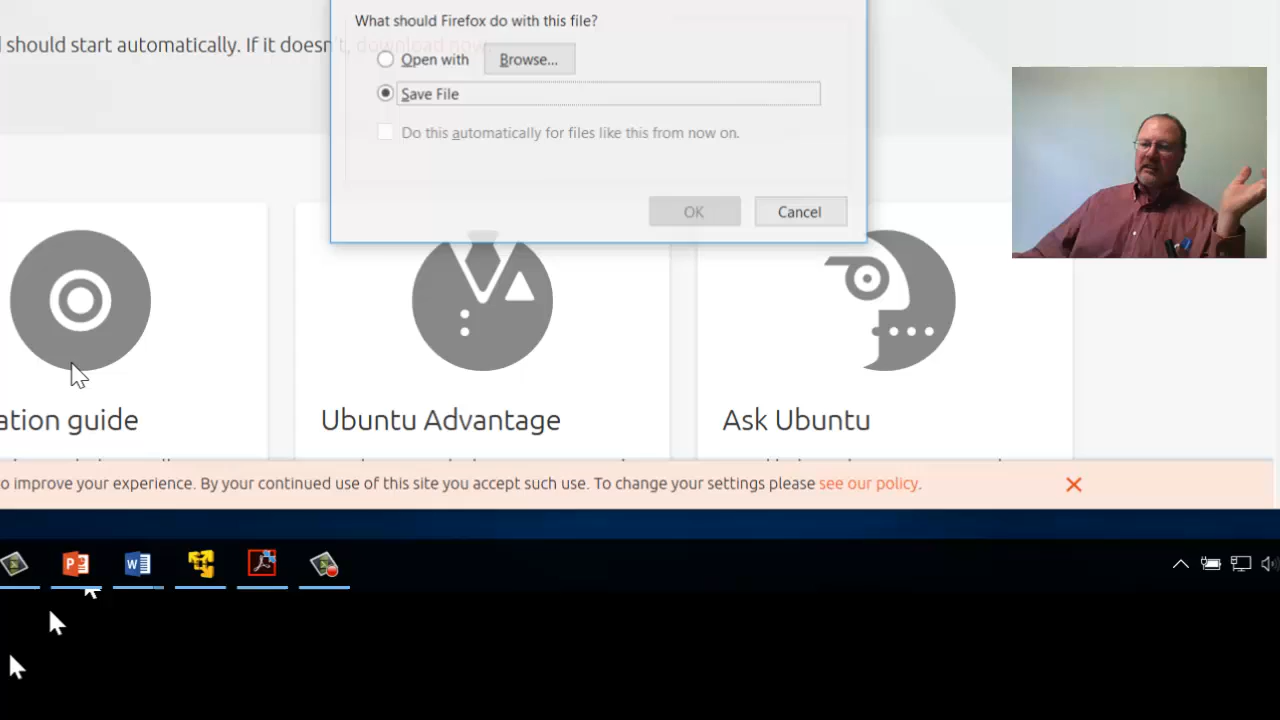 What should Firefox do with this file?
should start automatically. If it doesn't, download now
Open with Browse...
Save File
Do this automatically for files like this from now on.
OK Cancel
ation guide
Ubuntu Advantage
Ask Ubuntu
o improve your experience. By your continued use of this site you accept such use. To change your settings please see our policy.